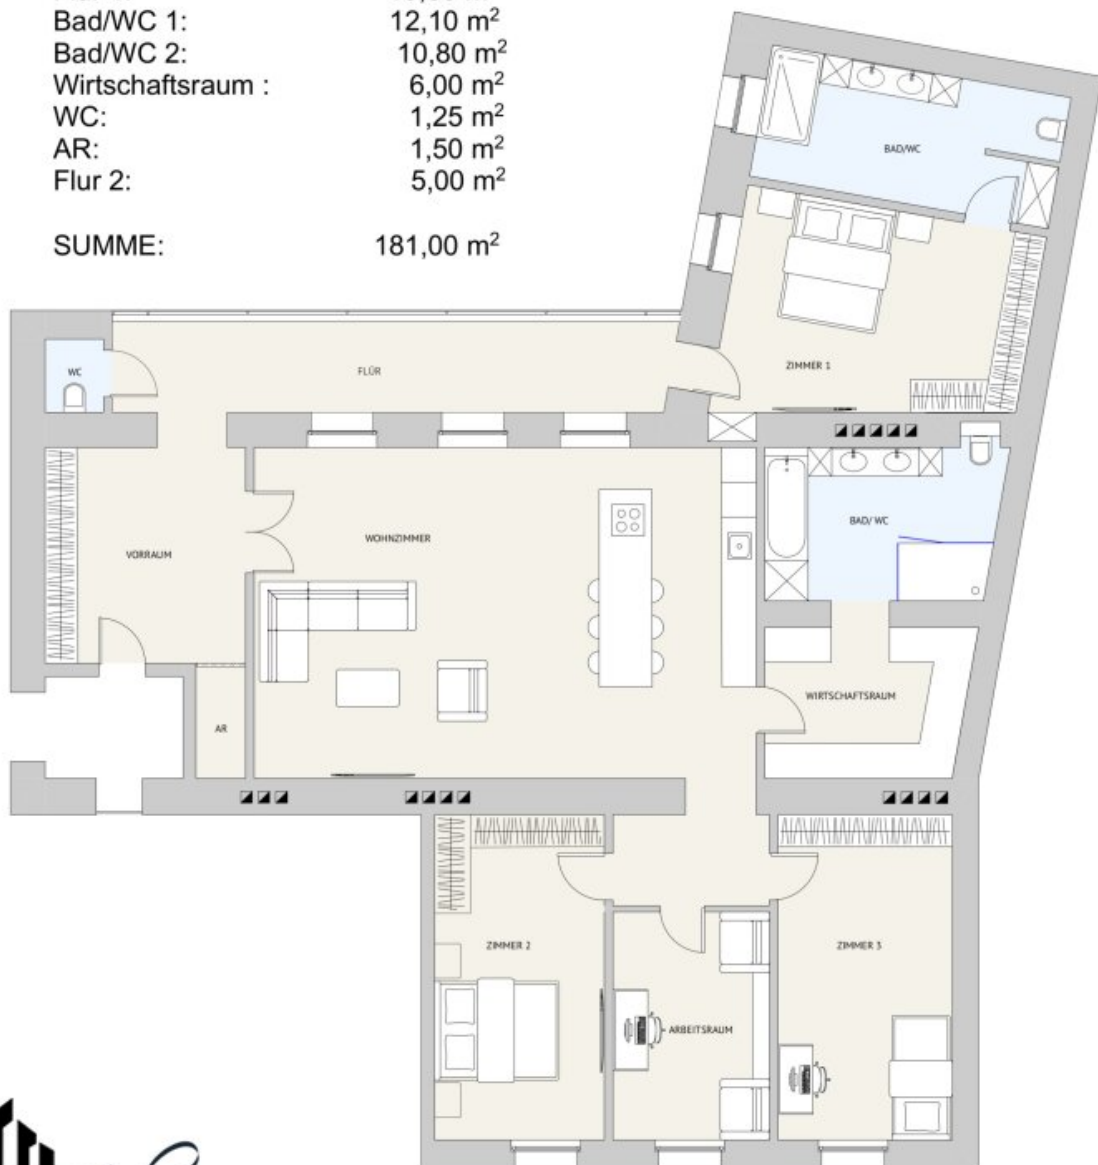 Bad/WC 1: 12,10 m²
Bad/WC 2: 10,80 m²
Wirtschaftsraum : 6,00 m²
WC: 1,25 m²
AR: 1,50 m²
Flur 2: 5,00 m²
SUMME: 181,00 m²
BAD/WC
ZIMMER 1
WC
FLÜR
BAD/ WC
WOHNZIMMER
VORRAUM
WIRTSCHAFTSRAUM
AR
ZIMMER 2
ZIMMER 3
ARBEITSRAUM